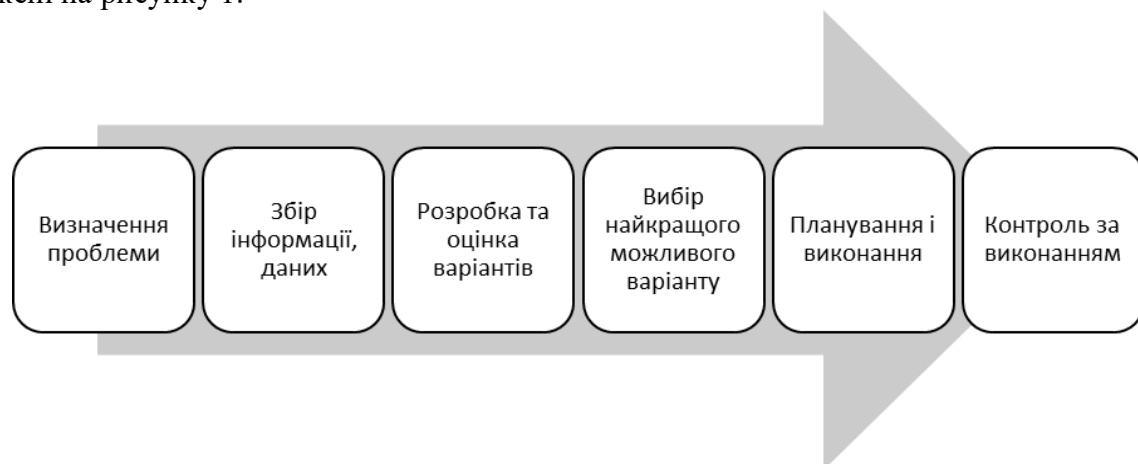 на рисунку 1.
Визначення
проблеми
Збір
інформації,
даних
Розробка та
оцінка
варіантів
Вибір
найкращого
можливого
варіанту
Планування і
виконання
Контроль за
виконанням